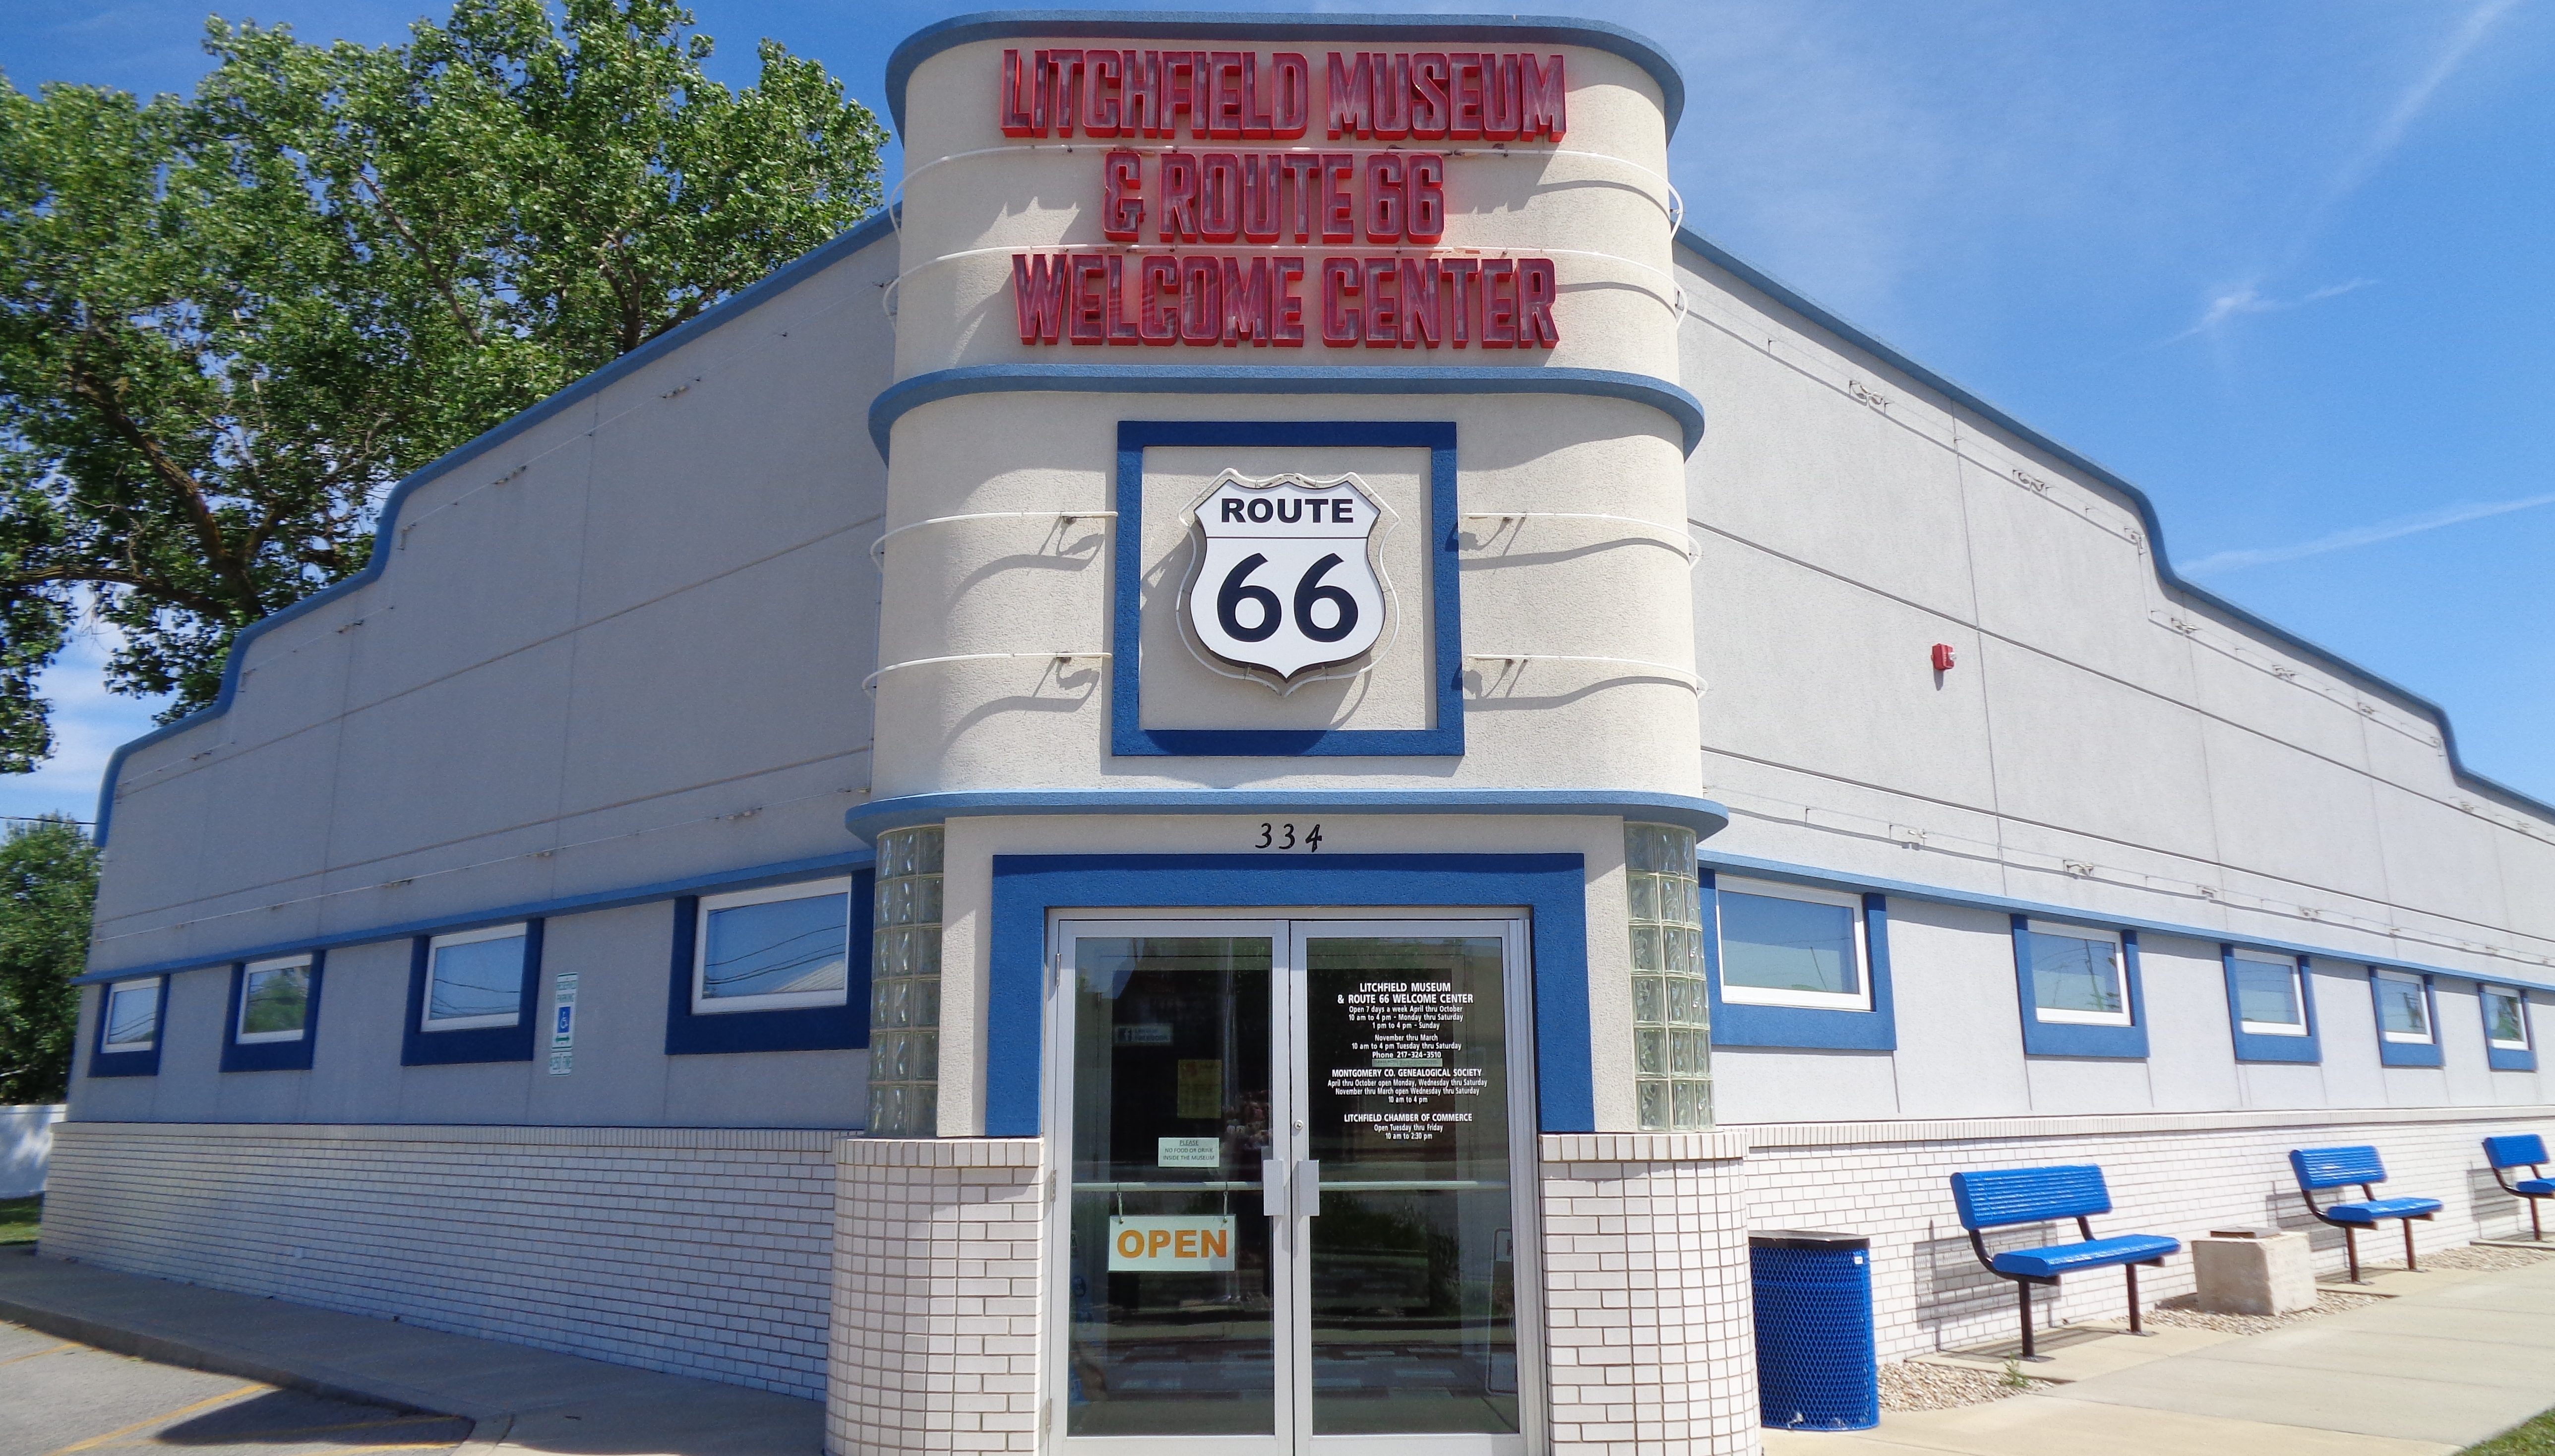 LITCHFIELD MUSEUM
& ROUTE 66
WELCOME CENTER
ROUTE
66
334
LITCHFIELD MUSEUM
& ROUTE 66 WELCOME CENTER
Open 7 days a week April thru October
10 am to 4 pm - Monday thru Saturday
1 pm to 4 pm - Sunday
November thru March
10 am to 4 pm Tuesday thru Saturday
Phone 217-324-3510
MONTGOMERY CO. GENEALOGICAL SOCIETY
April thru October open Monday, Wednesday thru Saturday
November thru March open Wednesday thru Saturday
10 am to 4 pm
LITCHFIELD CHAMBER OF COMMERCE
Open Tuesday thru Friday
10 am to 2:30 pm
PLEASE
NO FOOD OR DRINK
INSIDE THE MUSEUM
OPEN
PARKING